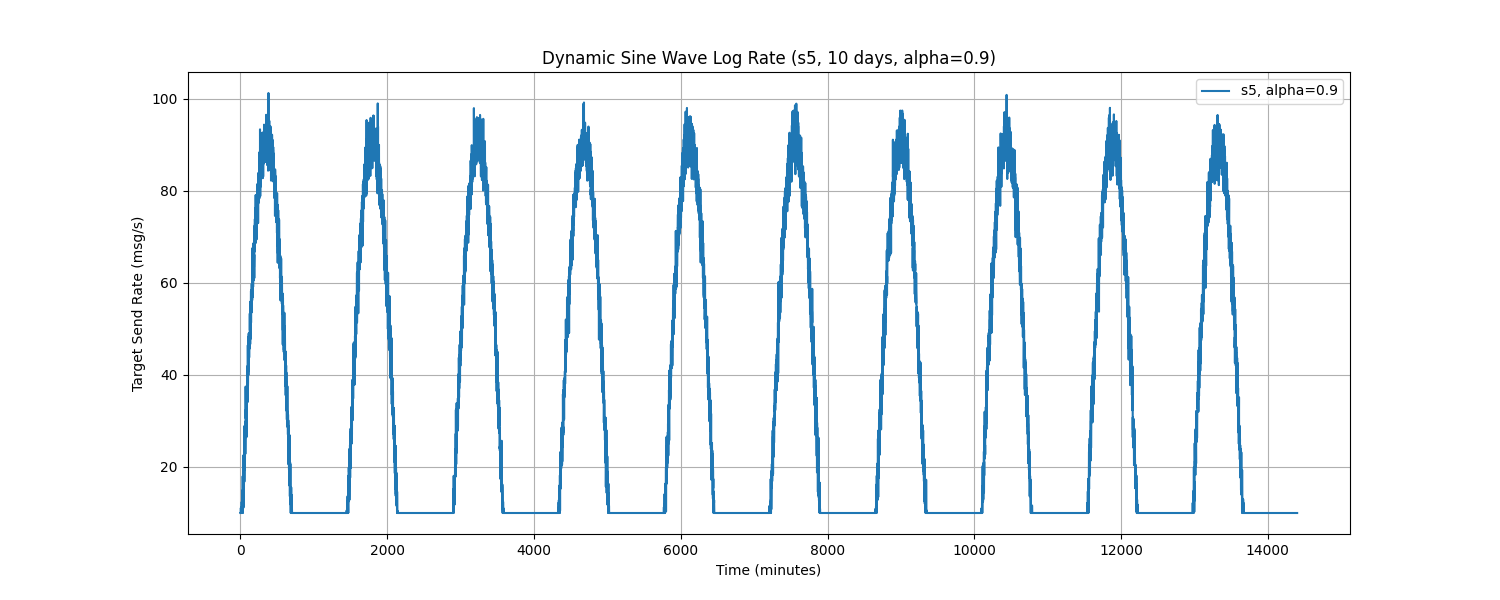 Dynamic Sine Wave Log Rate (s5, 10 days, alpha=0.9)
s5, alpha=0.9
Target Send Rate (msg/s)
100
80
60
40
20
0 2000 4000 6000 8000 10000 12000 14000
Time (minutes)